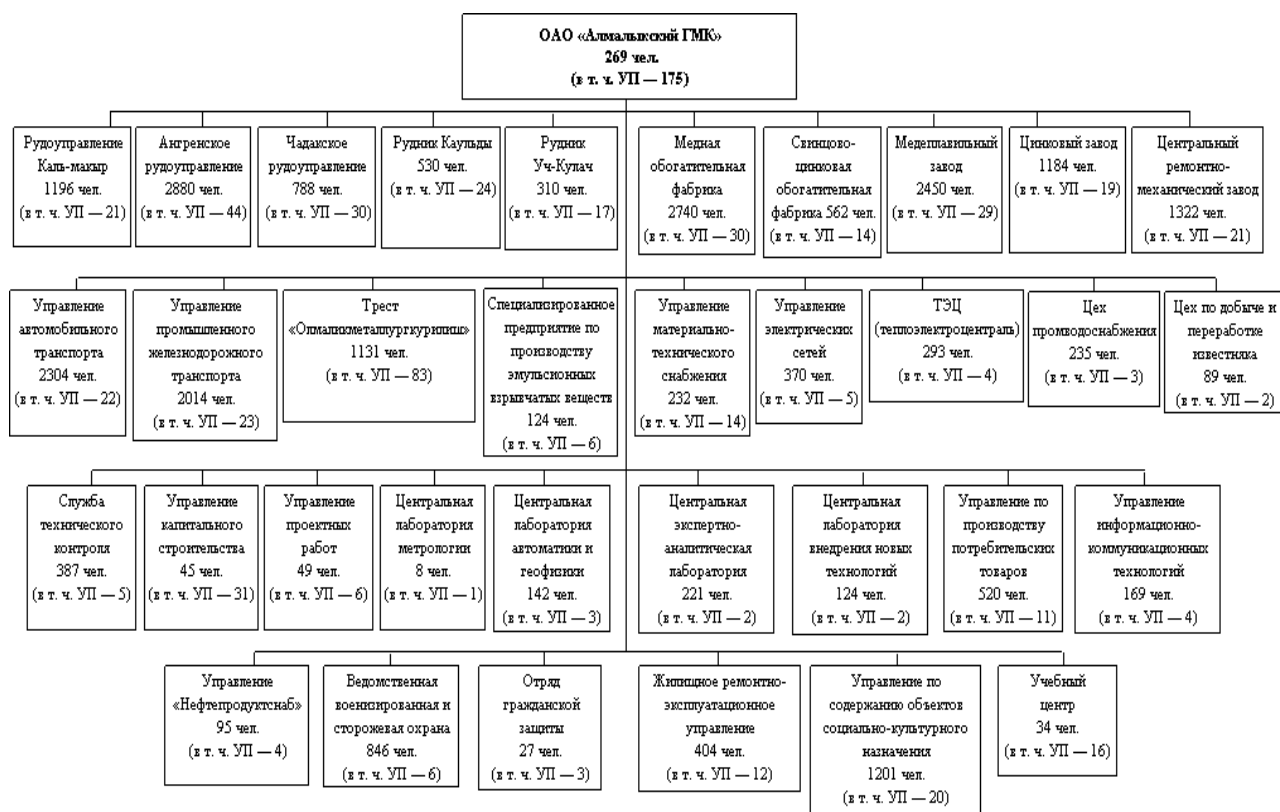 ОАО «Алмалыкский ГМК»
269 чел.
(в т. ч. УП — 175)
Рудоуправление
Каль-макыр
1196 чел.
(в т. ч. УП — 21)
Ангренское
рудоуправление
2880 чел.
(в т. ч. УП — 44)
Чадакское
рудоуправление
788 чел.
(в т. ч. УП — 30)
Рудник Каульды
530 чел.
(в т. ч. УП — 24)
Рудник
Уч-Кулач
310 чел.
(в т. ч. УП — 17)
Медная
обогатительная
фабрика
2740 чел.
(в т. ч. УП — 30)
Свинцово-
цинковая
обогатительная
фабрика 562 чел.
(в т. ч. УП — 14)
Медеплавильный
завод
2450 чел.
(в т. ч. УП — 29)
Цинковый завод
1184 чел.
(в т. ч. УП — 19)
Центральный
ремонтно-
механический завод
1322 чел.
(в т. ч. УП — 21)
Управление
автомобильного
транспорта
2304 чел.
(в т. ч. УП — 22)
Управление
промышленного
железнодорожного
транспорта
2014 чел.
(в т. ч. УП — 23)
Трест
«Олмаликметаллургкурилиш»
1131 чел.
(в т. ч. УП — 83)
Специализированное
предприятие по
производству
эмульсионных
взрывчатых веществ
124 чел.
(в т. ч. УП — 6)
Управление
материально-
технического
снабжения
232 чел.
(в т. ч. УП — 14)
Управление
электрических
сетей
370 чел.
(в т. ч. УП — 5)
ТЭЦ
(теплоэлектроцентраль)
293 чел.
(в т. ч. УП — 4)
Цех
промводоснабжения
235 чел.
(в т. ч. УП — 3)
Цех по добыче и
переработке
известняка
89 чел.
(в т. ч. УП — 2)
Служба
технического
контроля
387 чел.
(в т. ч. УП — 5)
Управление
капитального
строительства
45 чел.
(в т. ч. УП — 31)
Управление
проектных
работ
49 чел.
(в т. ч. УП — 6)
Центральная
лаборатория
метрологии
8 чел.
(в т. ч. УП — 1)
Центральная
лаборатория
автоматики и
геофизики
142 чел.
(в т. ч. УП — 3)
Центральная
экспертно-
аналитическая
лаборатория
221 чел.
(в т. ч. УП — 2)
Центральная
лаборатория
внедрения новых
технологий
124 чел.
(в т. ч. УП — 2)
Управление по
производству
потребительских
товаров
520 чел.
(в т. ч. УП — 11)
Управление
информационно-
коммуникационных
технологий
169 чел.
(в т. ч. УП — 4)
Управление
«Нефтепродуктснаб»
95 чел.
(в т. ч. УП — 4)
Ведомственная
военизированная и
сторожевая охрана
846 чел.
(в т. ч. УП — 6)
Отряд
гражданской
защиты
27 чел.
(в т. ч. УП — 3)
Жилищное ремонтно-
эксплуатационное
управление
404 чел.
(в т. ч. УП — 12)
Управление по
содержанию объектов
социально-культурного
назначения
1201 чел.
(в т. ч. УП — 20)
Учебный
центр
34 чел.
(в т. ч. УП — 16)